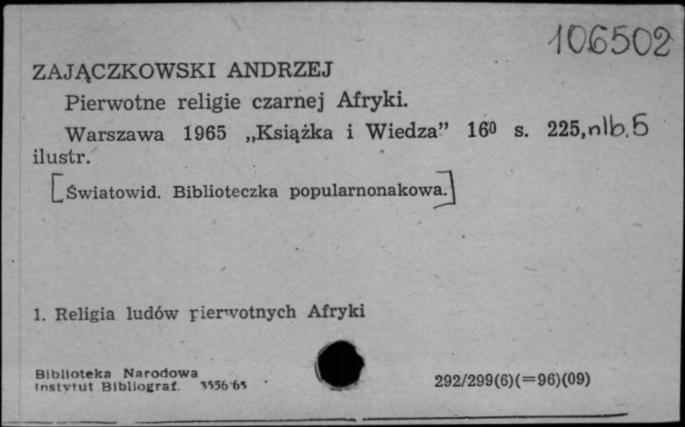 106502
ZAJĄCZKOWSKI ANDRZEJ
Pierwotne religie czarnej Afryki.
Warszawa 1965 „Książka i Wiedza” 16⁰ s. 225, nlb. 5
ilustr.
[Światowid. Biblioteczka popularnonakowa.]
1. Religia ludów pierwotnych Afryki
Biblioteka Narodowa
Instytut Bibliograf. 3556/65
292/299(6)(=96)(09)